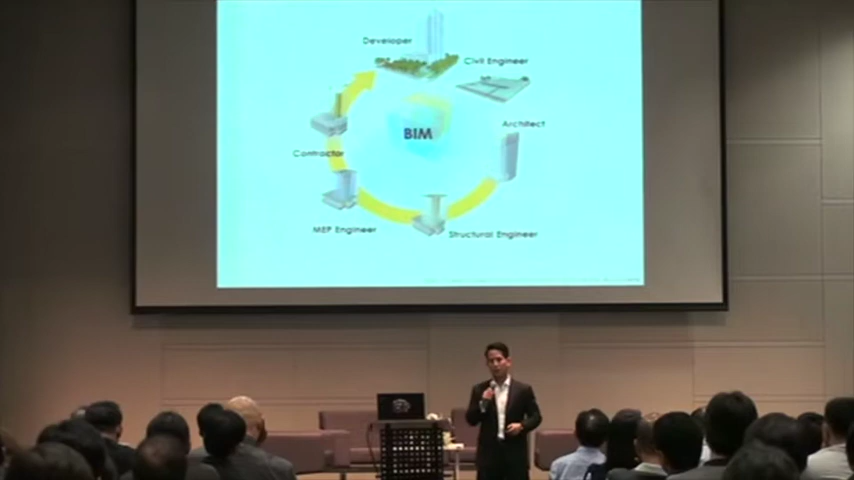 Developer
Civil Engineer
Architect
BIM
Contractor
MEP Engineer
Structural Engineer